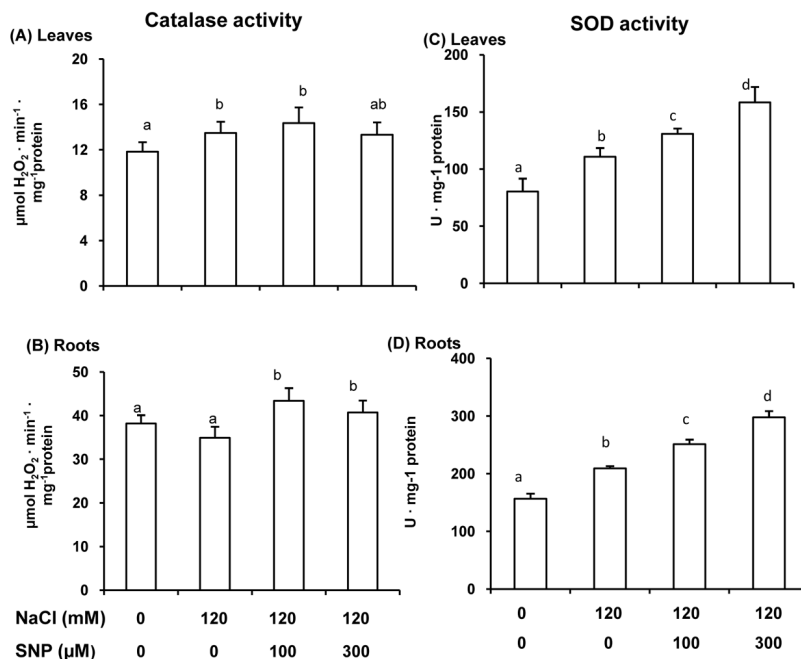 Catalase activity
(A) Leaves
20
16
12
8
4
0
µmol H₂O₂ · min⁻¹ ·
mg⁻¹protein
a
b
b
ab
(B) Roots
50
40
30
20
10
0
µmol H₂O₂ · min⁻¹ ·
mg⁻¹protein
a
a
b
b
NaCl (mM) 0 120 120 120
SNP (µM) 0 0 100 300
SOD activity
(C) Leaves
200
150
100
50
0
U · mg-1 protein
a
b
c
d
(D) Roots
400
300
200
100
0
U · mg-1 protein
a
b
c
d
0 120 120 120
0 0 100 300